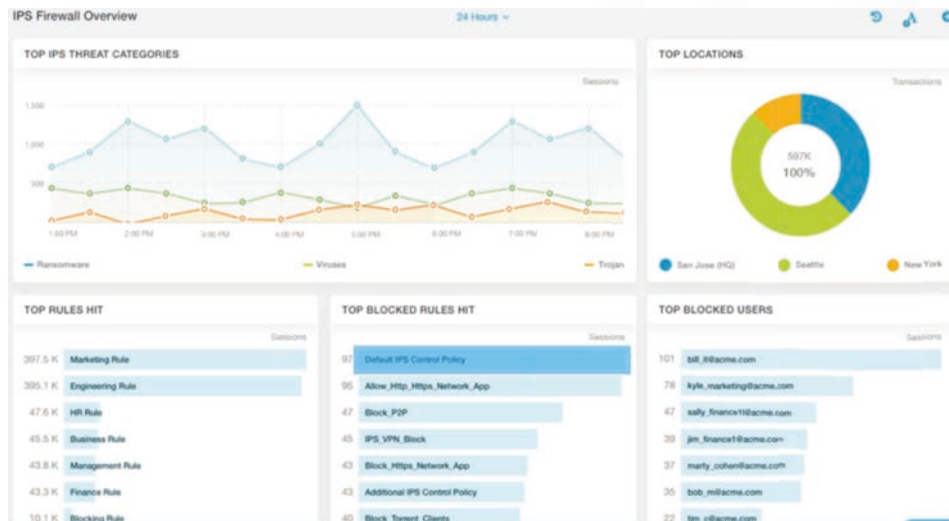 IPS Firewall Overview
24 Hours
TOP IPS THREAT CATEGORIES
Sessions
1,500
1,000
500
1:00 PM
2:00 PM
3:00 PM
4:00 PM
5:00 PM
6:00 PM
7:00 PM
8:00 PM
Ransomware
Viruses
Trojan
TOP LOCATIONS
Transactions
597K
100%
San Jose (HQ)
Seattle
New York
TOP RULES HIT
Sessions
397.5 K Marketing Rule
395.1 K Engineering Rule
47.6 K HR Rule
45.5 K Business Rule
43.8 K Management Rule
43.3 K Finance Rule
10.1 K Blocking Rule
TOP BLOCKED RULES HIT
Sessions
97 Default IPS Control Policy
95 Allow_Http_Https_Network_App
47 Block_P2P
45 IPS_VPN_Block
43 Block_Https_Network_App
43 Additional IPS Control Policy
40 Block_Torrent_Clients
TOP BLOCKED USERS
Sessions
101
78 kyle_marketing@acme.com
47
39 jim_finance1@acme.com
37 marty_cohen@acme.com
35 bob_m@acme.com
22 tim_c@acme.com